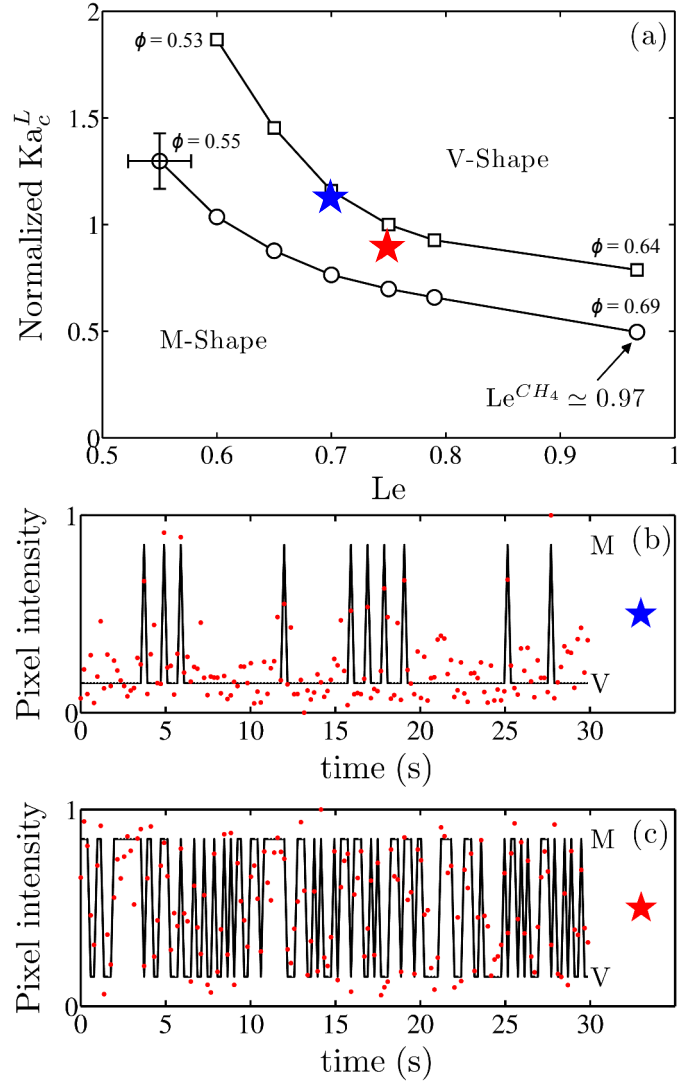 2
(a)
ϕ = 0.53
1.5
ϕ = 0.55
V-Shape
1
ϕ = 0.64
ϕ = 0.69
0.5
M-Shape
Le^{CH_4} ≃ 0.97
0
0.5 0.6 0.7 0.8 0.9 1
Le
Normalized Ka_c^L
1
M
(b)
V
0
0 5 10 15 20 25 30
time (s)
Pixel intensity
1
M
(c)
V
0
0 5 10 15 20 25 30
time (s)
Pixel intensity